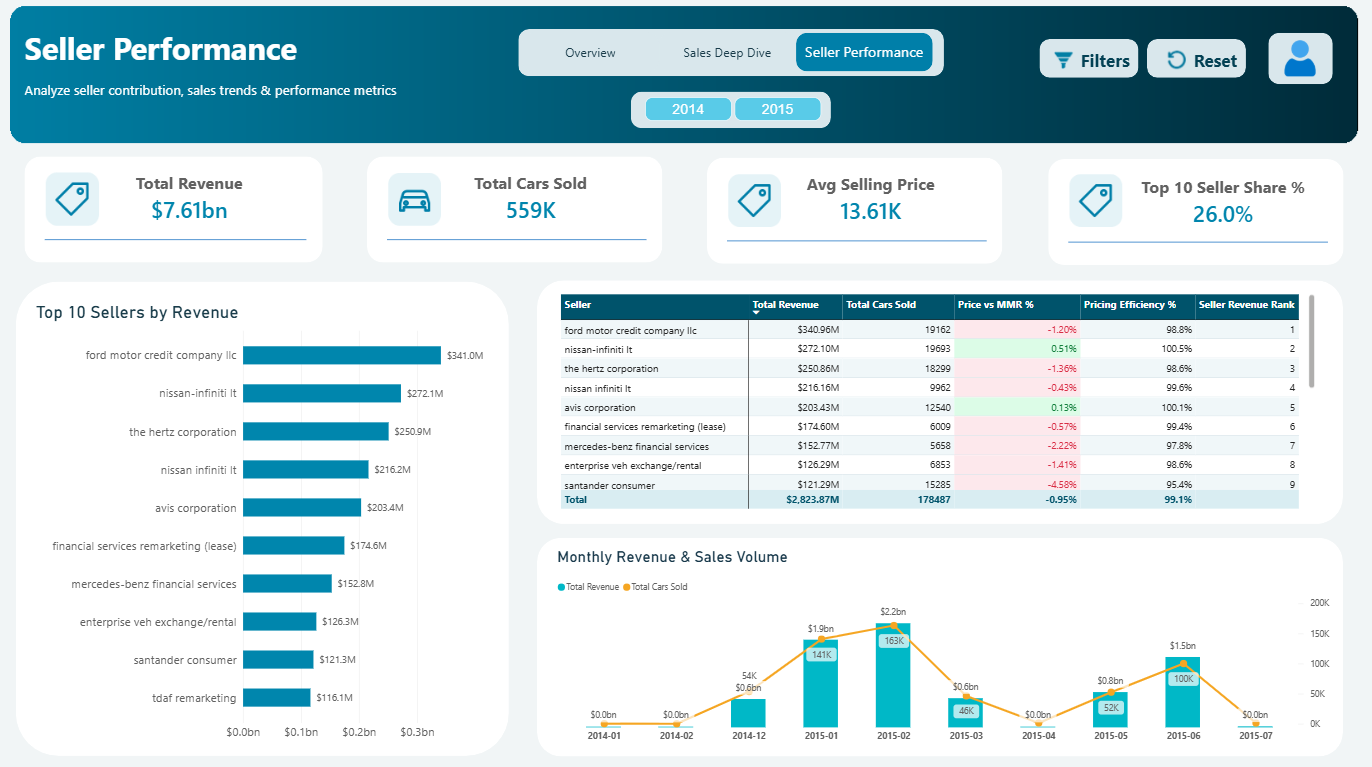 Seller Performance
Analyze seller contribution, sales trends & performance metrics
Overview
Sales Deep Dive
Seller Performance
2014
2015
Filters
Reset
Total Revenue
$7.61bn
Total Cars Sold
559K
Avg Selling Price
13.61K
Top 10 Seller Share %
26.0%
Top 10 Sellers by Revenue
ford motor credit company llc $341.0M
nissan-infiniti lt $272.1M
the hertz corporation $250.9M
nissan infiniti lt $216.2M
avis corporation $203.4M
financial services remarketing (lease) $174.6M
mercedes-benz financial services $152.8M
enterprise veh exchange/rental $126.3M
santander consumer $121.3M
tdaf remarketing $116.1M
$0.0bn $0.1bn $0.2bn $0.3bn
Seller Total Revenue Total Cars Sold Price vs MMR % Pricing Efficiency % Seller Revenue Rank
ford motor credit company llc $340.96M 19162 -1.20% 98.8% 1
nissan-infiniti lt $272.10M 19693 0.51% 100.5% 2
the hertz corporation $250.86M 18299 -1.36% 98.6% 3
nissan infiniti lt $216.16M 9962 -0.43% 99.6% 4
avis corporation $203.43M 12540 0.13% 100.1% 5
financial services remarketing (lease) $174.60M 6009 -0.57% 99.4% 6
mercedes-benz financial services $152.77M 5658 -2.22% 97.8% 7
enterprise veh exchange/rental $126.29M 6853 -1.41% 98.6% 8
santander consumer $121.29M 15285 -4.58% 95.4% 9
Total $2,823.87M 178487 -0.95% 99.1%
Monthly Revenue & Sales Volume
Total Revenue Total Cars Sold
200K
150K
100K
50K
0K
$0.0bn
$0.0bn
54K
$0.6bn
$1.9bn
141K
$2.2bn
163K
$0.6bn
46K
$0.0bn
$0.8bn
52K
$1.5bn
100K
$0.0bn
2014-01 2014-02 2014-12 2015-01 2015-02 2015-03 2015-04 2015-05 2015-06 2015-07